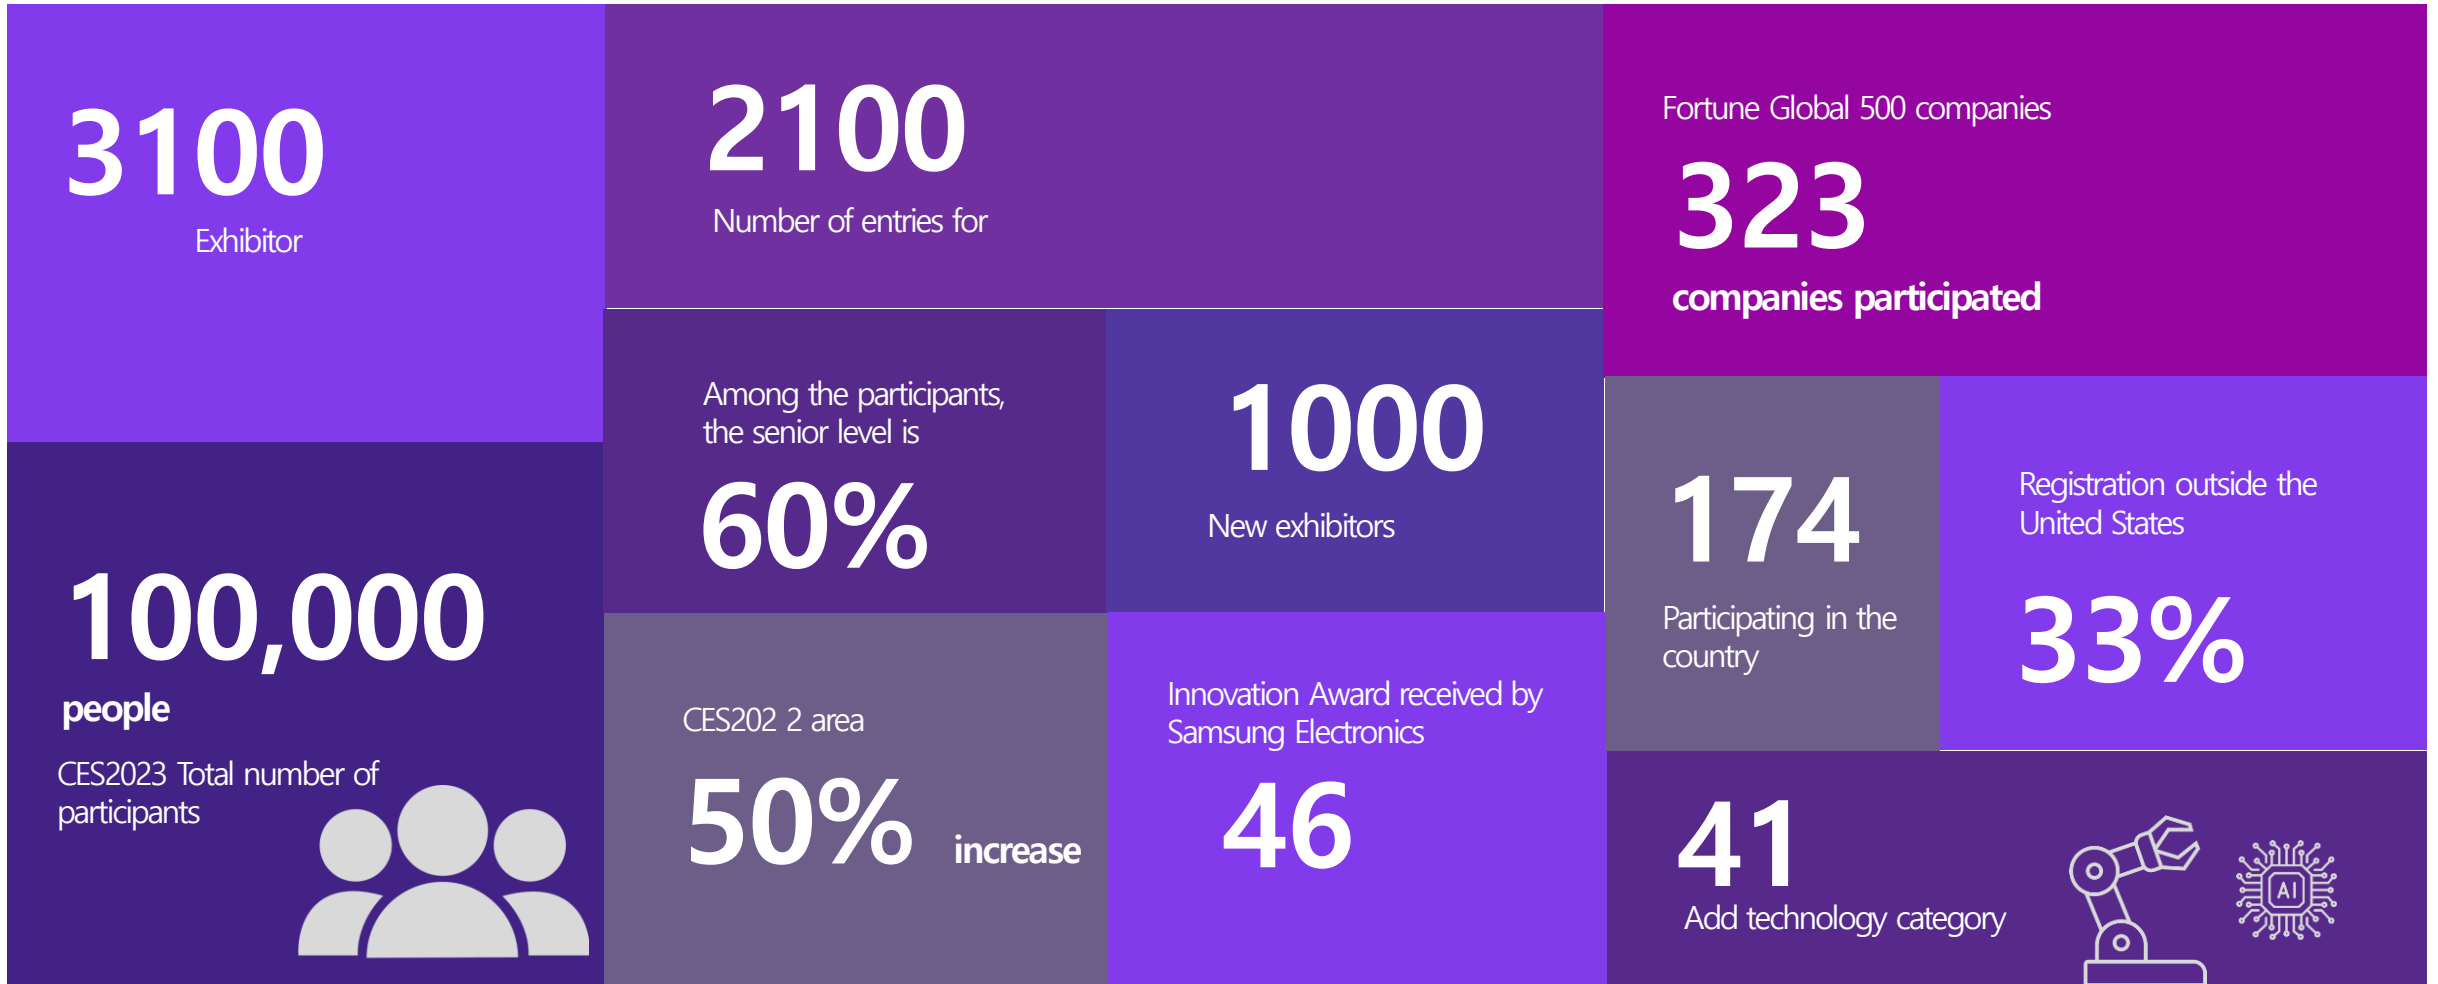 3100
Exhibitor
100,000
people
CES2023 Total number of
participants
2100
Number of entries for
Among the participants,
the senior level is
60%
1000
New exhibitors
CES202 2 area
50% increase
Innovation Award received by
Samsung Electronics
46
Fortune Global 500 companies
323
companies participated
174
Participating in the
country
Registration outside the
United States
33%
41
Add technology category
AI